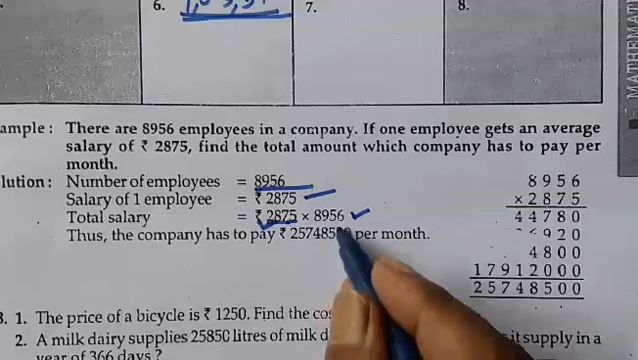 6.
7.
8.
MATHEMAT
ample : There are 8956 employees in a company. If one employee gets an average
salary of ₹ 2875, find the total amount which company has to pay per
month.
lution : Number of employees = 8956
Salary of 1 employee = ₹ 2875
Total salary = ₹ 2875 × 8956
Thus, the company has to pay ₹ 257485 per month.
8 9 5 6
× 2 8 7 5
4 4 7 8 0
6 9 2 0
4 8 0 0
1 7 9 1 2 0 0 0
2 5 7 4 8 5 0 0
3. 1. The price of a bicycle is ₹ 1250. Find the cos
2. A milk dairy supplies 25850 litres of milk d it supply in a
year of 366 days ?